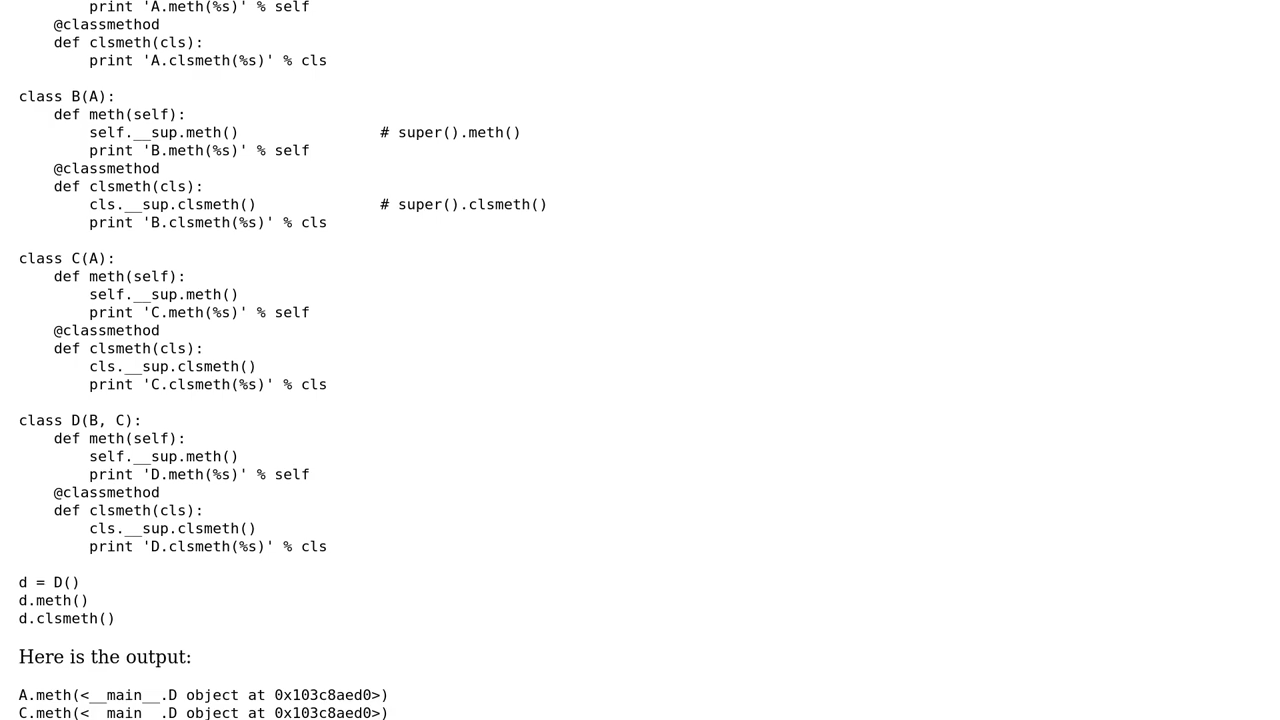 print 'A.meth(%s)' % self
    @classmethod
    def clsmeth(cls):
        print 'A.clsmeth(%s)' % cls

class B(A):
    def meth(self):
        self.__sup.meth()                # super().meth()
        print 'B.meth(%s)' % self
    @classmethod
    def clsmeth(cls):
        cls.__sup.clsmeth()              # super().clsmeth()
        print 'B.clsmeth(%s)' % cls

class C(A):
    def meth(self):
        self.__sup.meth()
        print 'C.meth(%s)' % self
    @classmethod
    def clsmeth(cls):
        cls.__sup.clsmeth()
        print 'C.clsmeth(%s)' % cls

class D(B, C):
    def meth(self):
        self.__sup.meth()
        print 'D.meth(%s)' % self
    @classmethod
    def clsmeth(cls):
        cls.__sup.clsmeth()
        print 'D.clsmeth(%s)' % cls

d = D()
d.meth()
d.clsmeth()

Here is the output:

A.meth(<__main__.D object at 0x103c8aed0>)
C.meth(<__main__.D object at 0x103c8aed0>)